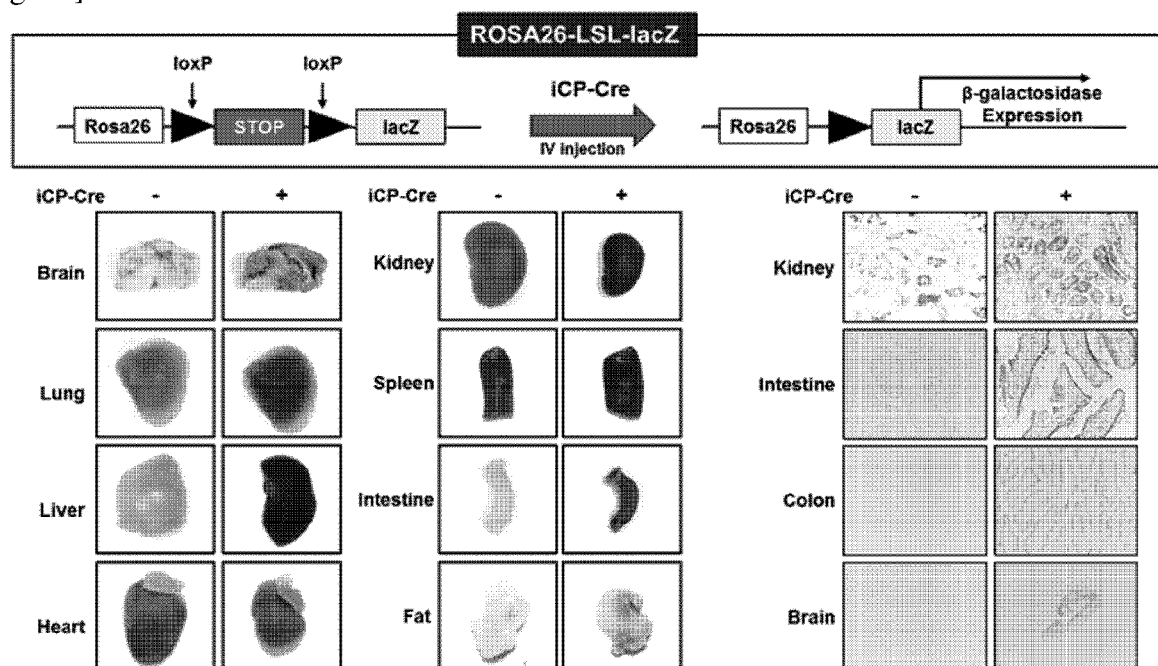 ROSA26-LSL-lacZ
loxP loxP
iCP-Cre
β-galactosidase
Expression
Rosa26 STOP lacZ
IV injection
Rosa26 lacZ
iCP-Cre - +
Brain
Lung
Liver
Heart
iCP-Cre - +
Kidney
Spleen
Intestine
Fat
iCP-Cre - +
Kidney
Intestine
Colon
Brain